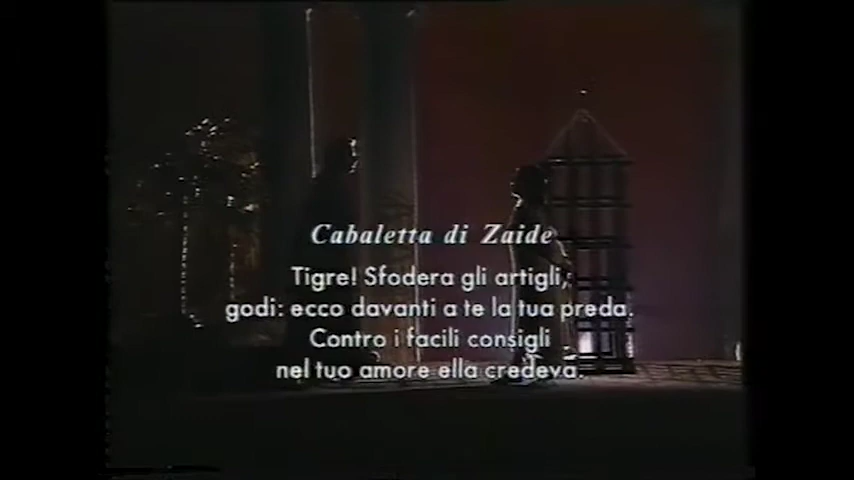 Cabaletta di Zaide
Tigre! Sfodera gli artigli,
godi: ecco davanti a te la tua preda.
Contro i facili consigli
nel tuo amore ella credeva.